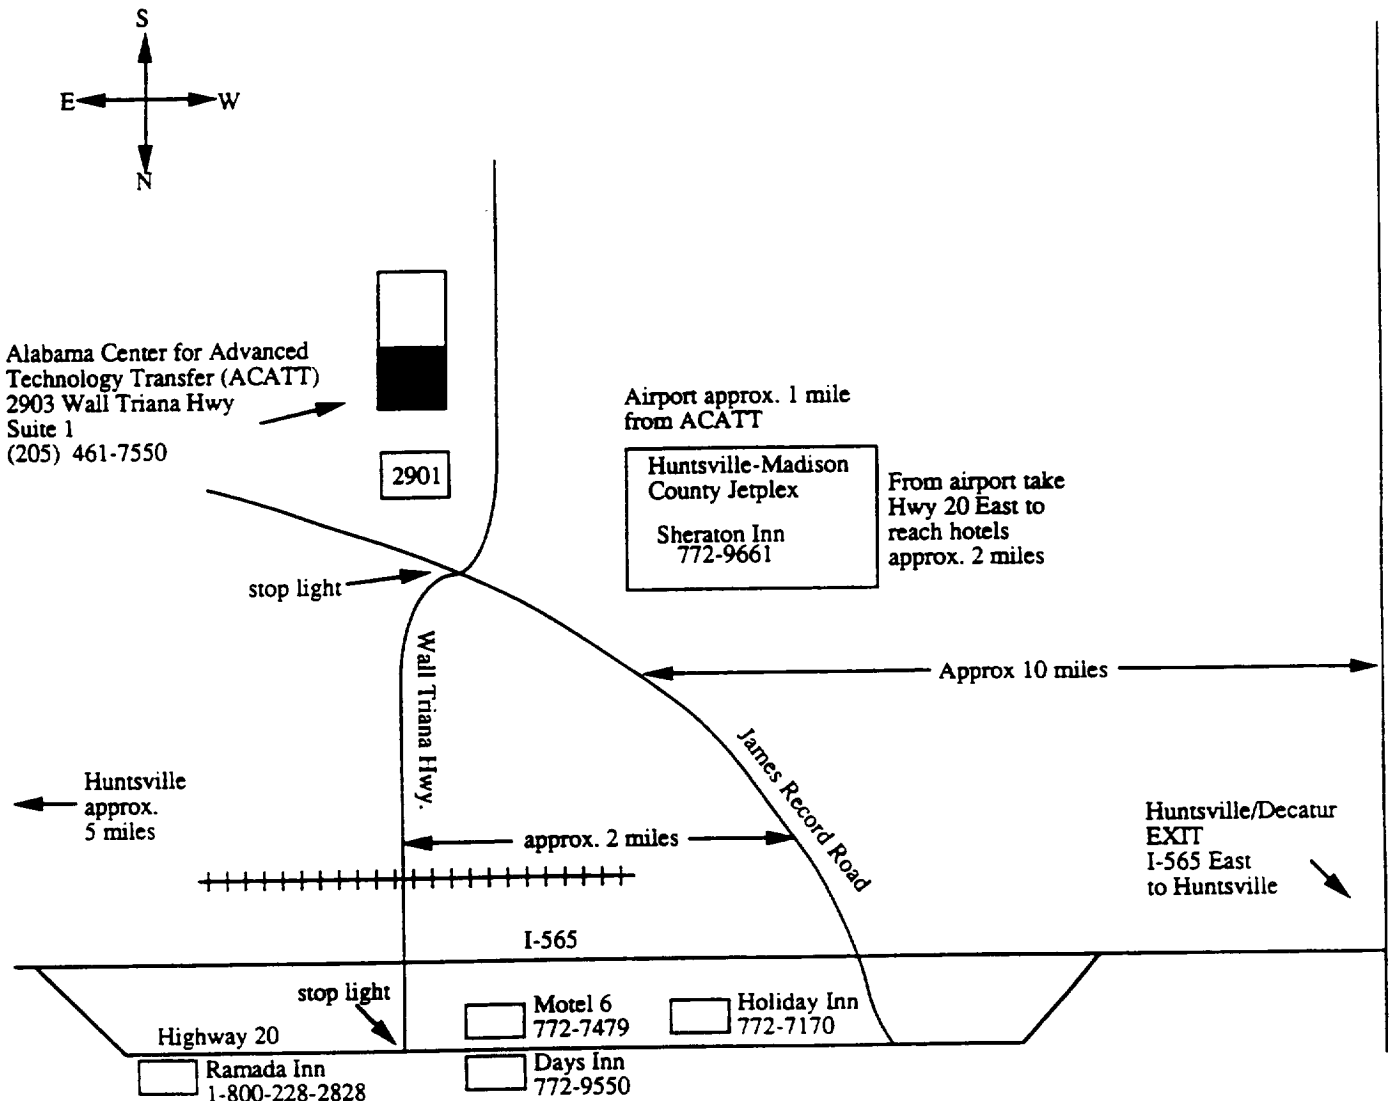 S
E W
N
Alabama Center for Advanced
Technology Transfer (ACATT)
2903 Wall Triana Hwy
Suite 1
(205) 461-7550
2901
Airport approx. 1 mile
from ACATT
Huntsville-Madison
County Jetplex
Sheraton Inn
772-9661
From airport take
Hwy 20 East to
reach hotels
approx. 2 miles
stop light
Wall Triana Hwy.
Approx 10 miles
James Record Road
Huntsville
approx.
5 miles
approx. 2 miles
Huntsville/Decatur
EXIT
I-565 East
to Huntsville
I-565
stop light
Motel 6
772-7479
Holiday Inn
772-7170
Highway 20
Ramada Inn
1-800-228-2828
Days Inn
772-9550